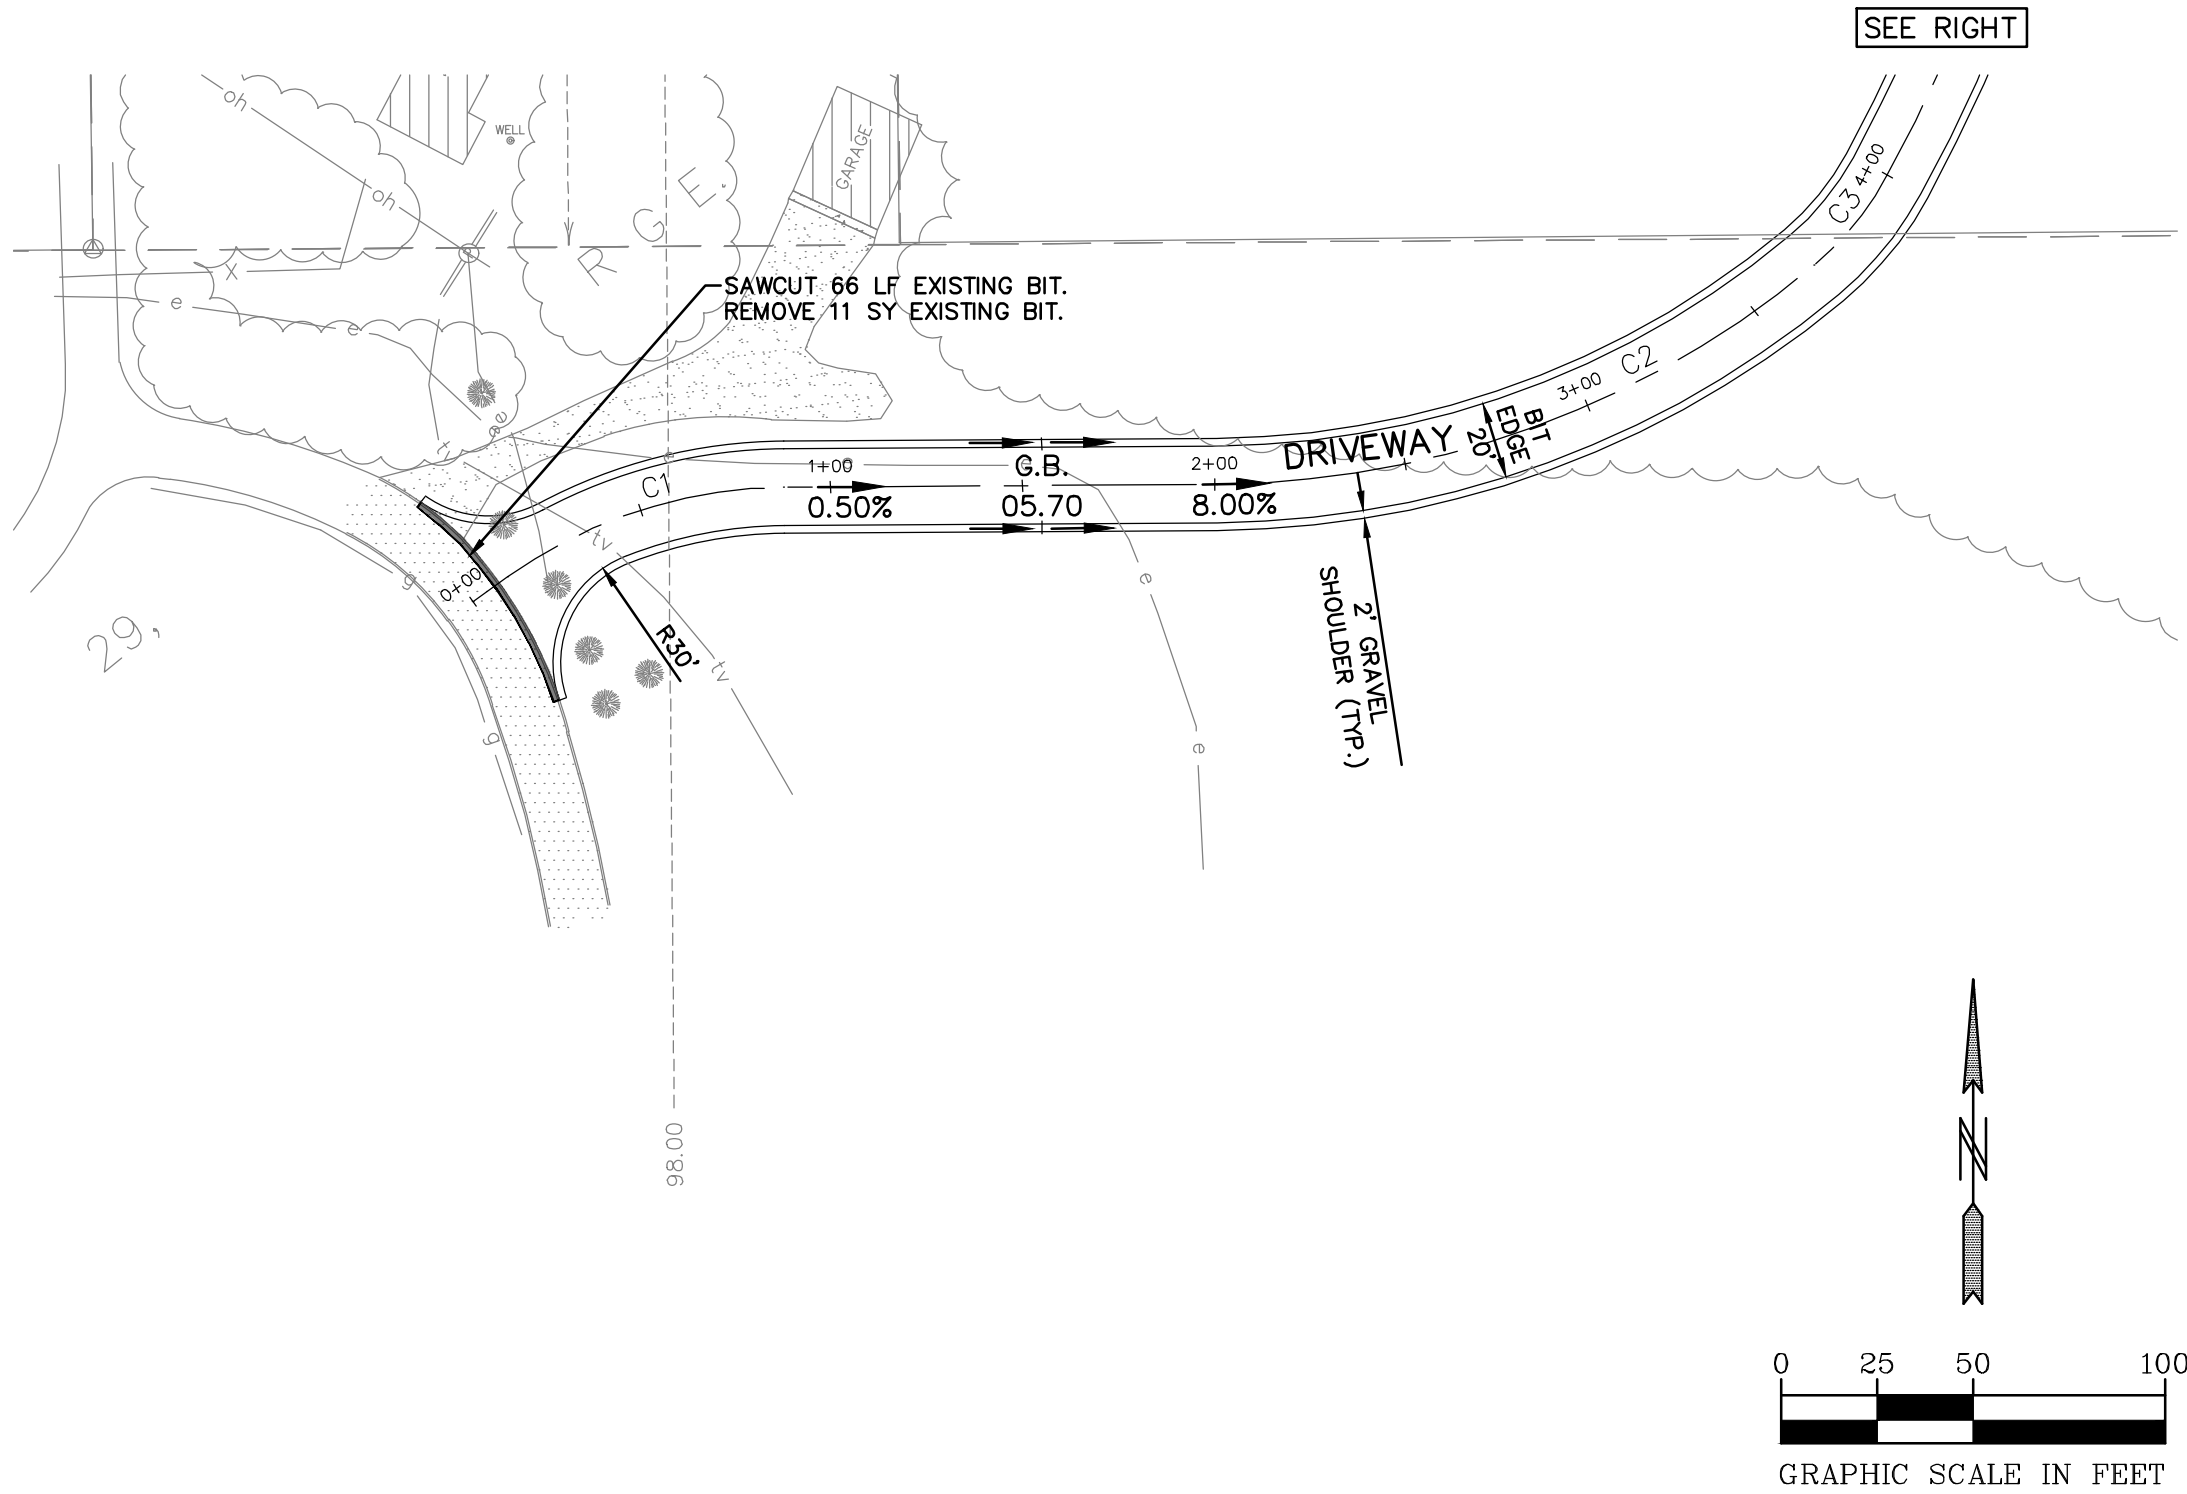 SEE RIGHT
oh
WELL
GARAGE
oh
R G E.
C3
4+00
x
e
e
SAWCUT 66 LF EXISTING BIT.
REMOVE 11 SY EXISTING BIT.
C2
3+00
e
e
tv
BIT
EDGE
20'
DRIVEWAY
1+00
e
e
G.B.
2+00
C1
0.50%
05.70
8.00%
tv
g
0+00
e
29,
R30'
tv
2' GRAVEL
SHOULDER (TYP.)
g
e
98.00
N
0 25 50 100
GRAPHIC SCALE IN FEET